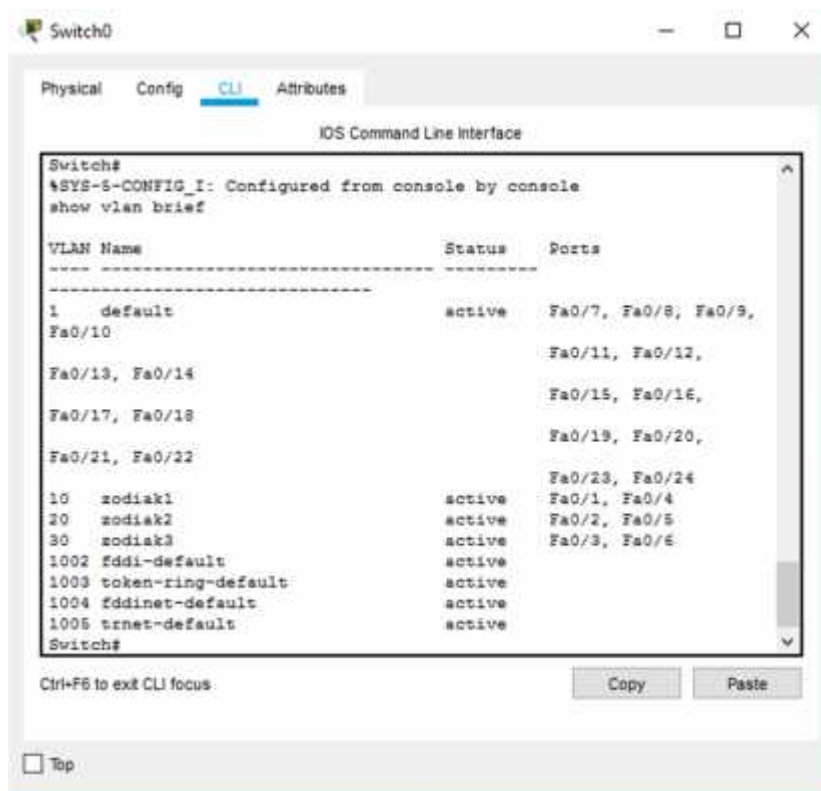 Switch0
Physical Config CLI Attributes
IOS Command Line Interface
Switch#
%SYS-5-CONFIG_I: Configured from console by console
show vlan brief
VLAN Name Status Ports
---- -------------------------------- ---------
-------------------------------
1 default active Fa0/7, Fa0/8, Fa0/9,
Fa0/10
Fa0/11, Fa0/12,
Fa0/13, Fa0/14
Fa0/15, Fa0/16,
Fa0/17, Fa0/18
Fa0/19, Fa0/20,
Fa0/21, Fa0/22
Fa0/23, Fa0/24
10 zodiak1 active Fa0/1, Fa0/4
20 zodiak2 active Fa0/2, Fa0/5
30 zodiak3 active Fa0/3, Fa0/6
1002 fddi-default active
1003 token-ring-default active
1004 fddinet-default active
1005 trnet-default active
Switch#
Ctrl+F6 to exit CLI focus
Copy Paste
Top